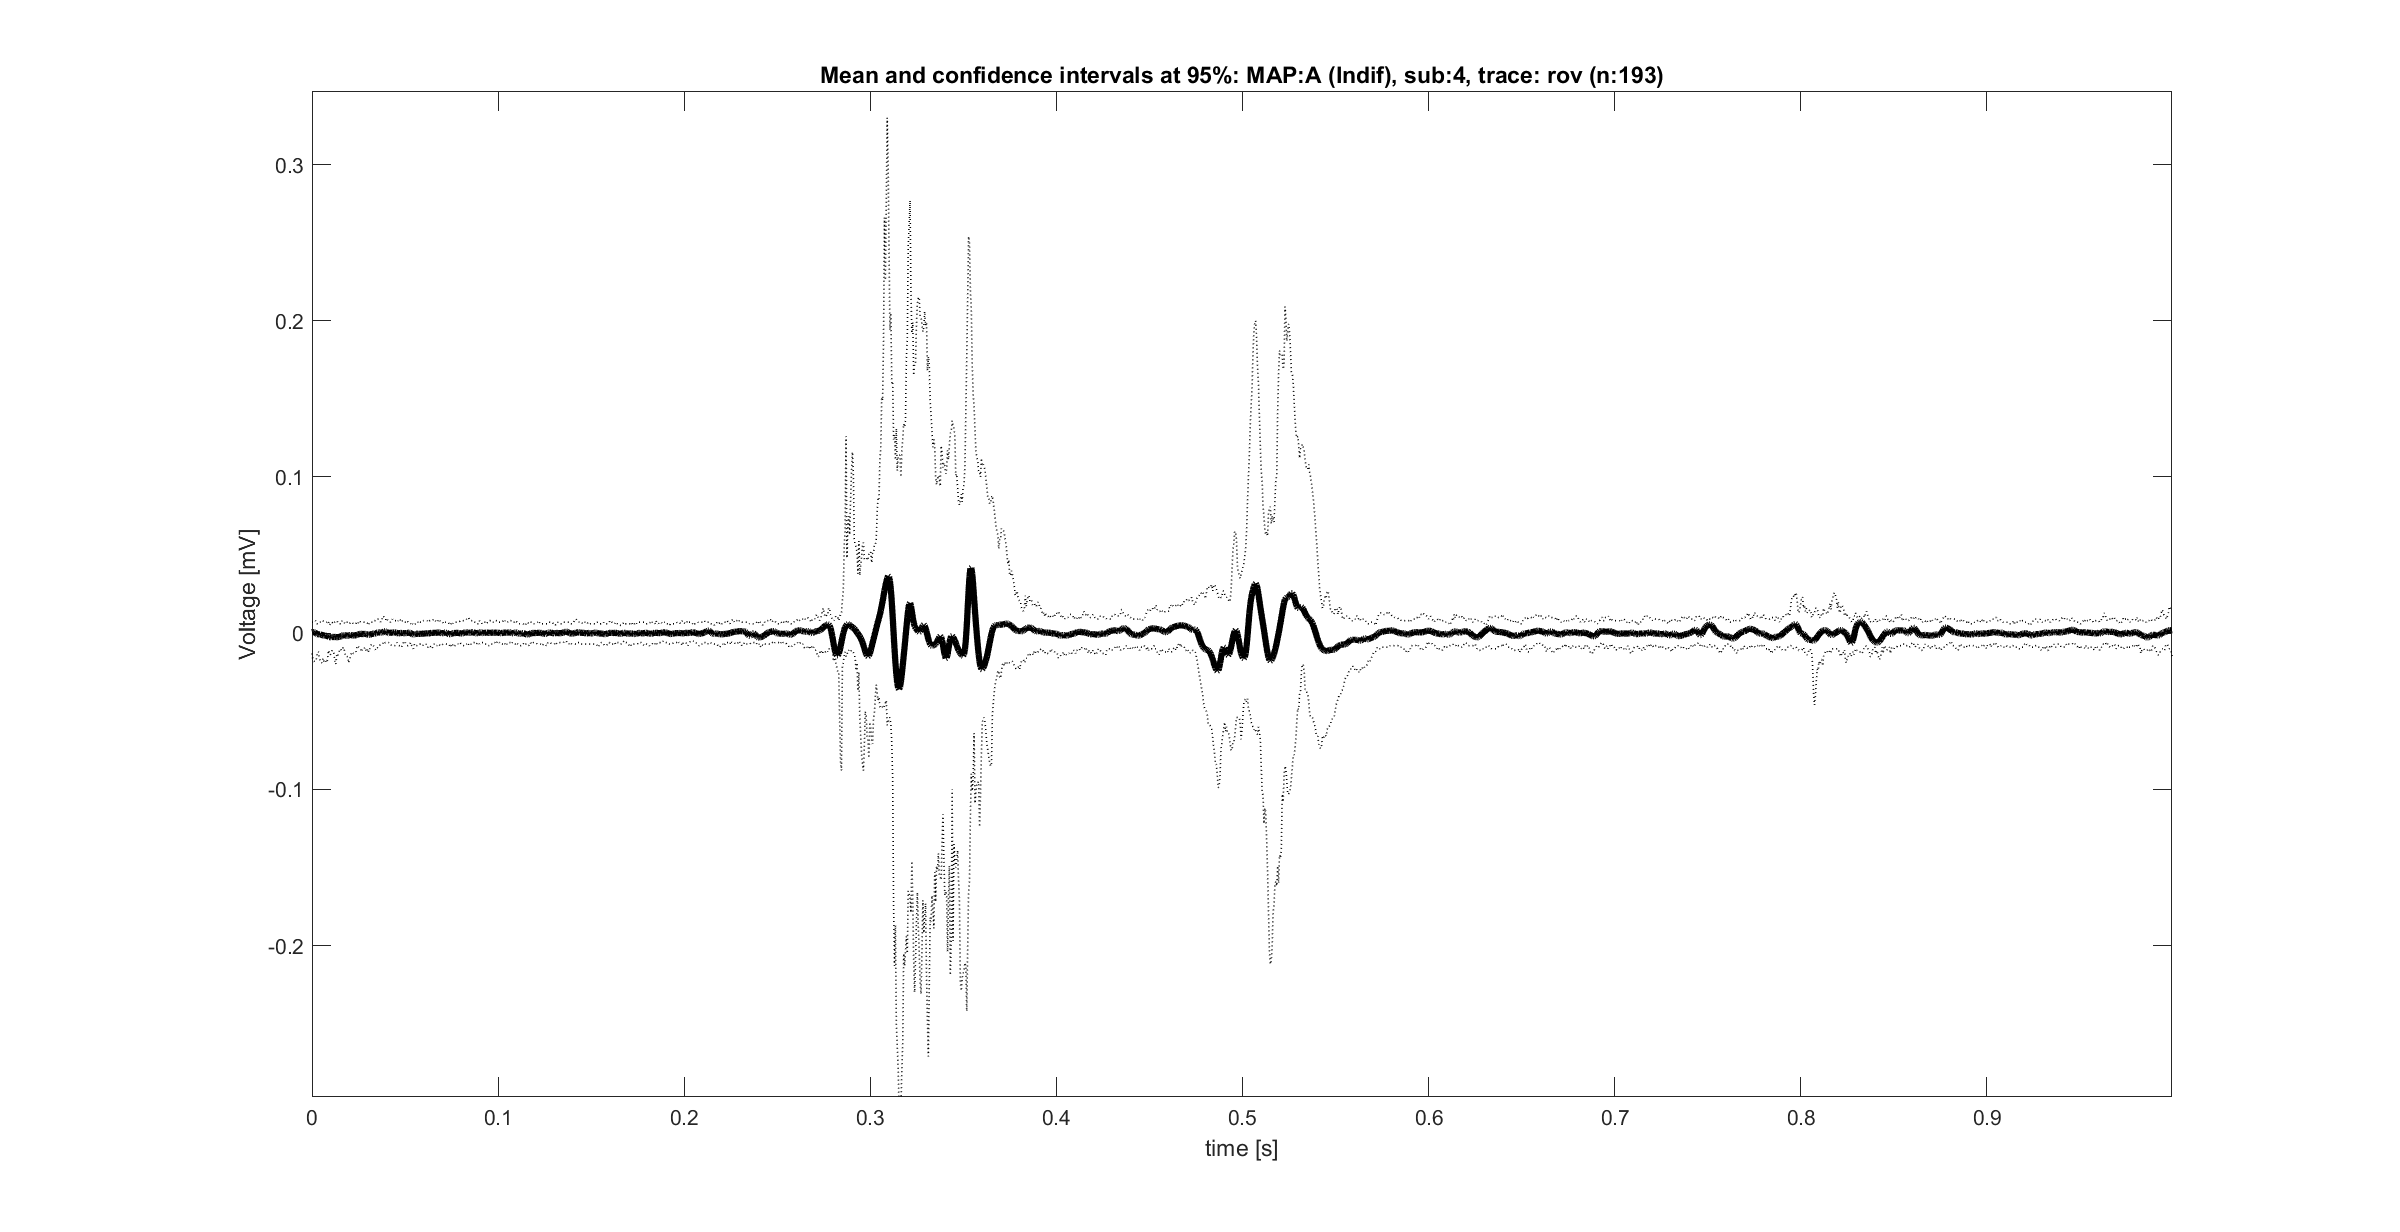 Mean and confidence intervals at 95%: MAP:A (Indif), sub:4, trace: rov (n:193)
0.3
0.2
0.1
0
-0.1
-0.2
Voltage [mV]
0 0.1 0.2 0.3 0.4 0.5 0.6 0.7 0.8 0.9
time [s]